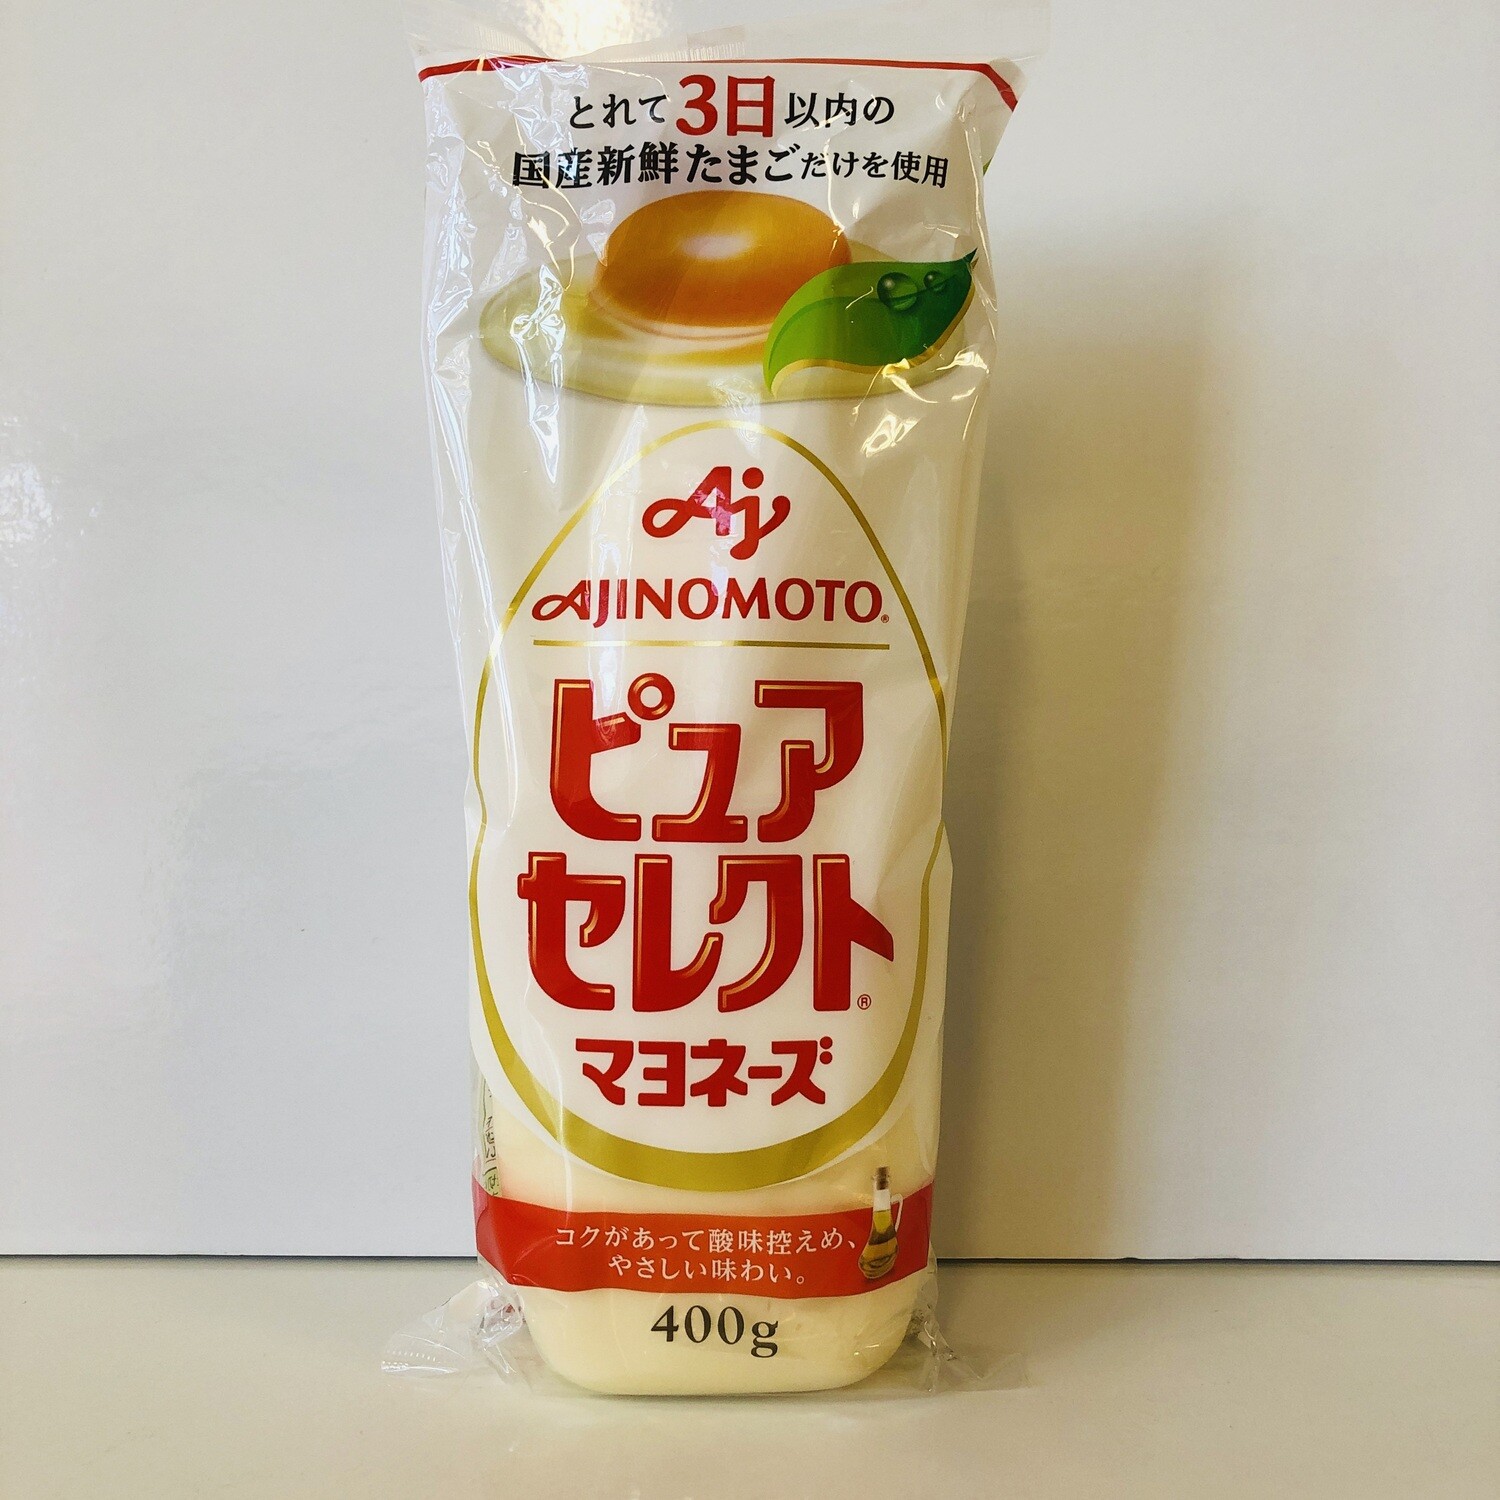 とれて3日以内の
国産新鮮たまごだけを使用
Aj
AJINOMOTO®
ピュア
セレクト®
マヨネーズ
コクがあって酸味控えめ、
やさしい味わい。
400g